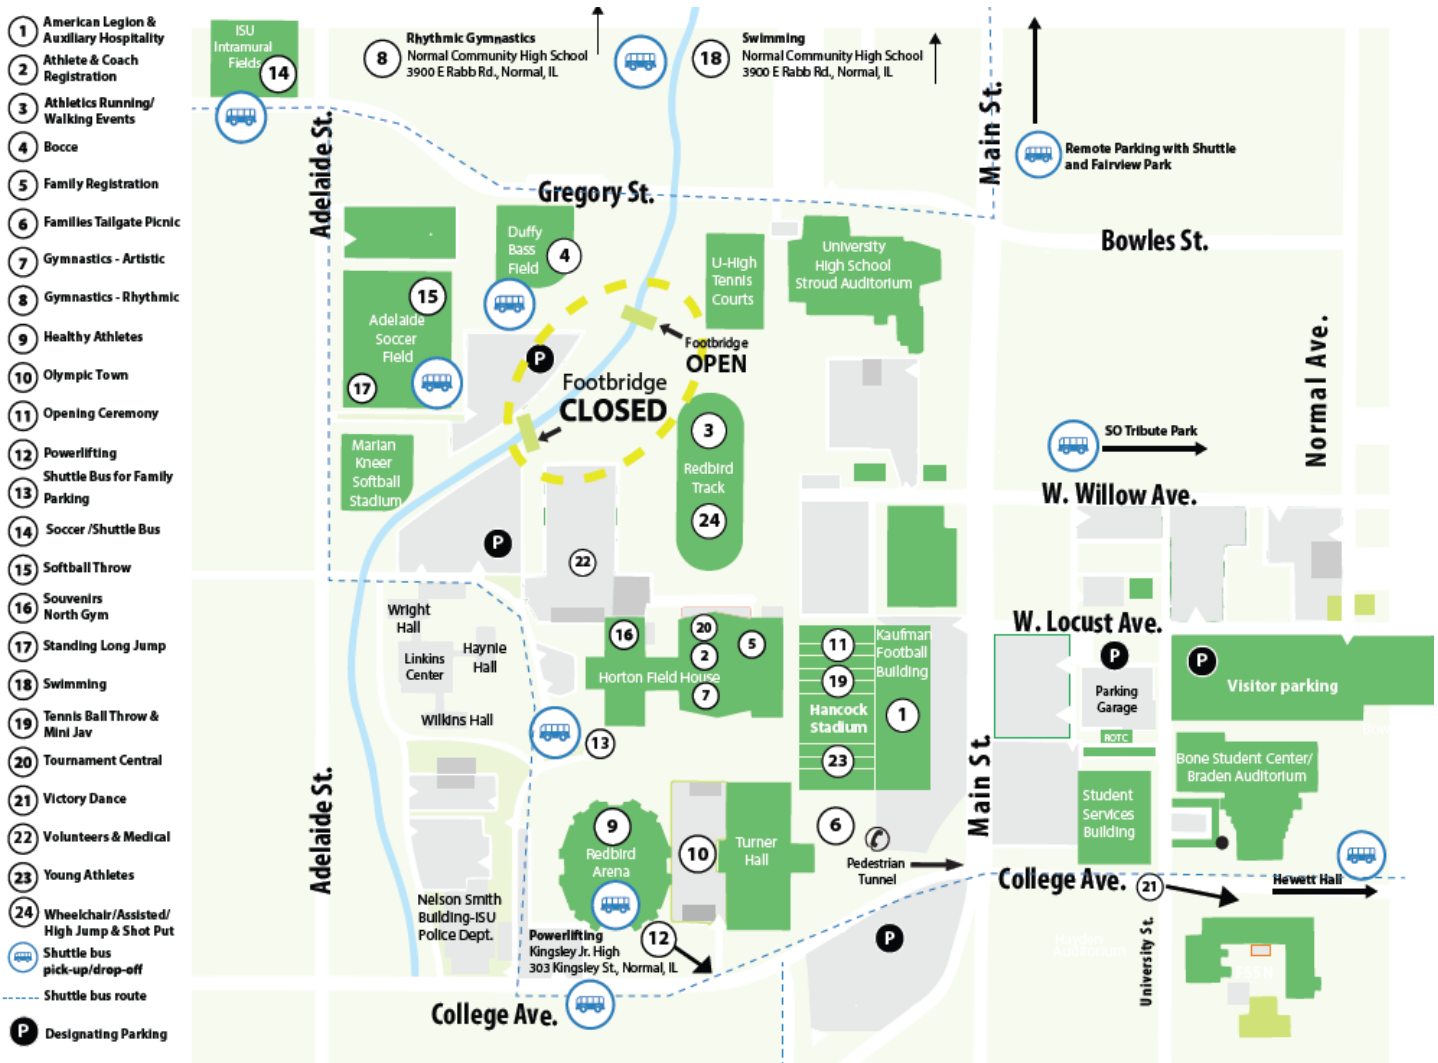 1 American Legion &
Auxiliary Hospitality
2 Athlete & Coach
Registration
3 Athletics Running/
Walking Events
4 Bocce
5 Family Registration
6 Families Tailgate Picnic
7 Gymnastics - Artistic
8 Gymnastics - Rhythmic
9 Healthy Athletes
10 Olympic Town
11 Opening Ceremony
12 Powerlifting
13 Shuttle Bus for Family
Parking
14 Soccer /Shuttle Bus
15 Softball Throw
16 Souvenirs
North Gym
17 Standing Long Jump
18 Swimming
19 Tennis Ball Throw &
Mini Jav
20 Tournament Central
21 Victory Dance
22 Volunteers & Medical
23 Young Athletes
24 Wheelchair/Assisted/
High Jump & Shot Put
Shuttle bus
pick-up/drop-off
Shuttle bus route
P Designating Parking
ISU
Intramural
Fields
14
8 Rhythmic Gymnastics
Normal Community High School
3900 E Rabb Rd., Normal, IL
18 Swimming
Normal Community High School
3900 E Rabb Rd., Normal, IL
Main St.
Remote Parking with Shuttle
and Fairview Park
Adelaide St.
Gregory St.
Bowles St.
Duffy
Bass
Field
4
U-High
Tennis
Courts
University
High School
Stroud Auditorium
15
Adelaide
Soccer
Field
17
P
Footbridge
OPEN
Footbridge
CLOSED
Normal Ave.
3
Redbird
Track
24
SO Tribute Park
W. Willow Ave.
Marian
Kneer
Softball
Stadium
P
22
Wright
Hall
Linkins
Center
Haynie
Hall
Wilkins Hall
16
20
2
5
Horton Field House
7
13
11
19
Hancock
Stadium
23
Kaufman
Football
Building
1
W. Locust Ave.
P
Parking
Garage
ROTC
P
Visitor parking
Bone Student Center/
Braden Auditorium
Student
Services
Building
Main St.
Adelaide St.
9
Redbird
Arena
10
Turner
Hall
6
Pedestrian
Tunnel
College Ave.
21
Hewett Hall
University St.
Nelson Smith
Building-ISU
Police Dept.
Powerlifting
Kingsley Jr. High
303 Kingsley St., Normal, IL
12
P
College Ave.